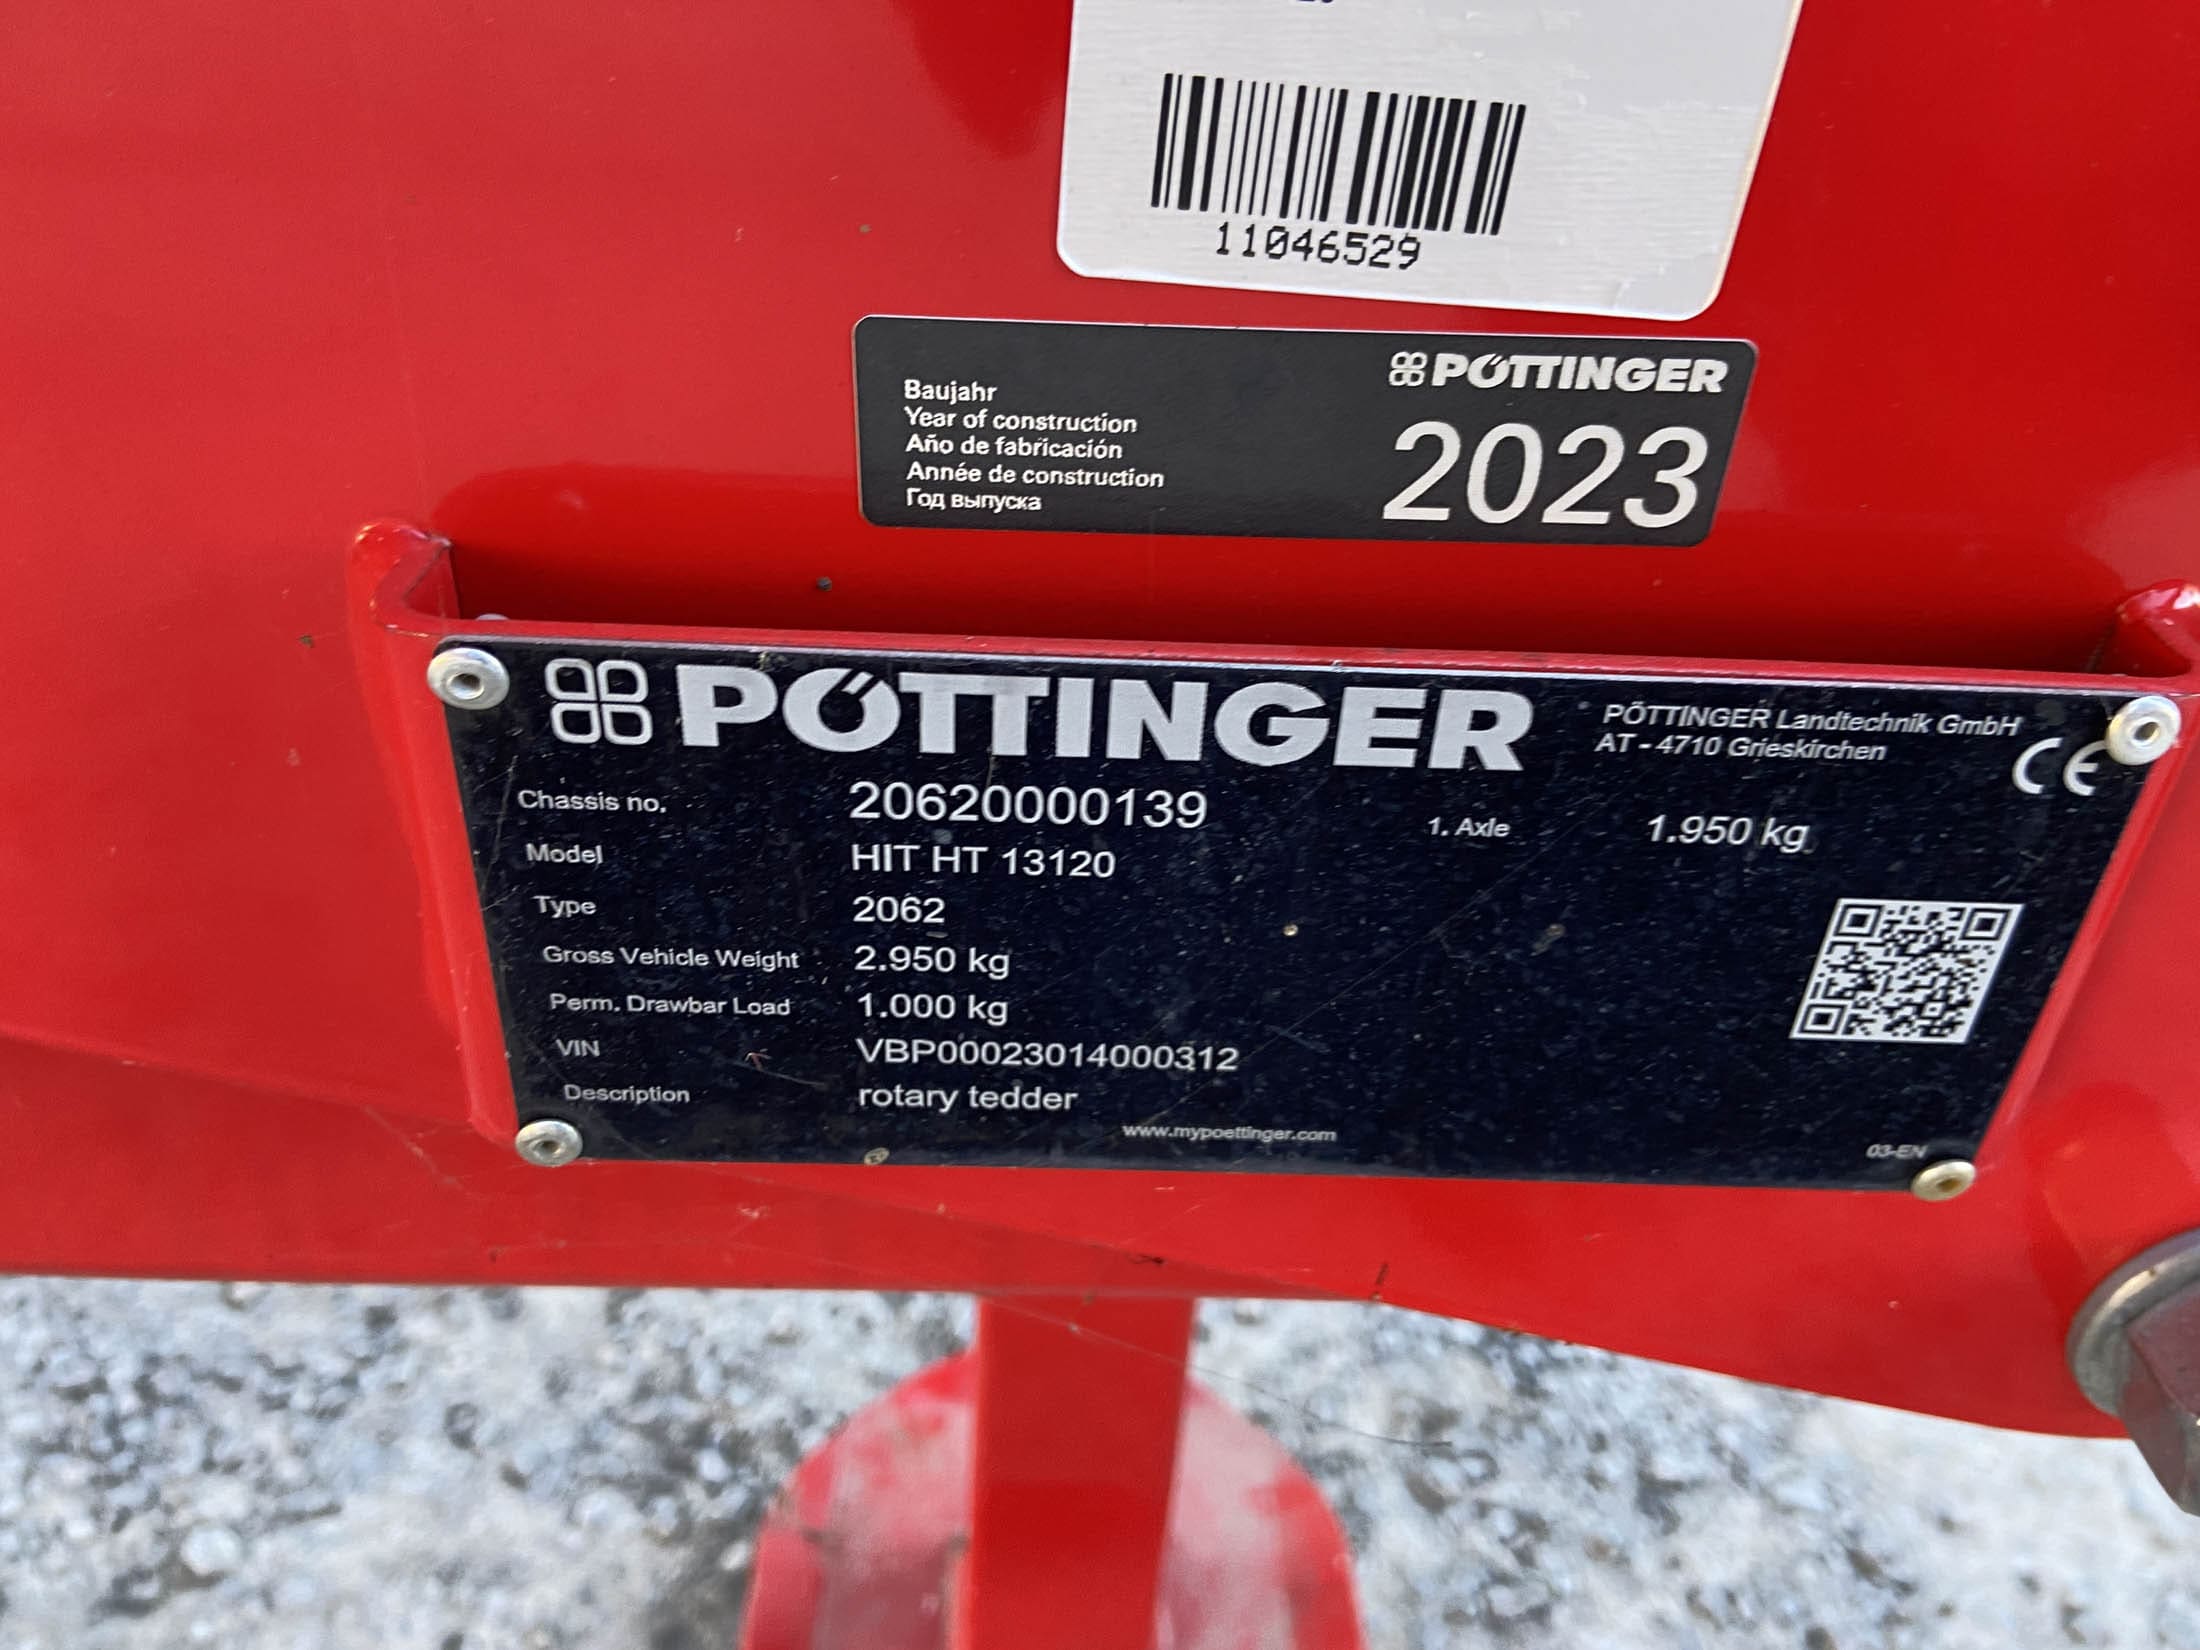 11046529
PÖTTINGER
Baujahr
Year of construction
Año de fabricación
Année de construction
Год выпуска
2023
PÖTTINGER
PÖTTINGER Landtechnik GmbH
AT - 4710 Grieskirchen
CE
Chassis no. 20620000139 1. Axle 1.950 kg
Model HIT HT 13120
Type 2062
Gross Vehicle Weight 2.950 kg
Perm. Drawbar Load 1.000 kg
VIN VBP00023014000312
Description rotary tedder
www.mypoettinger.com
03-EN